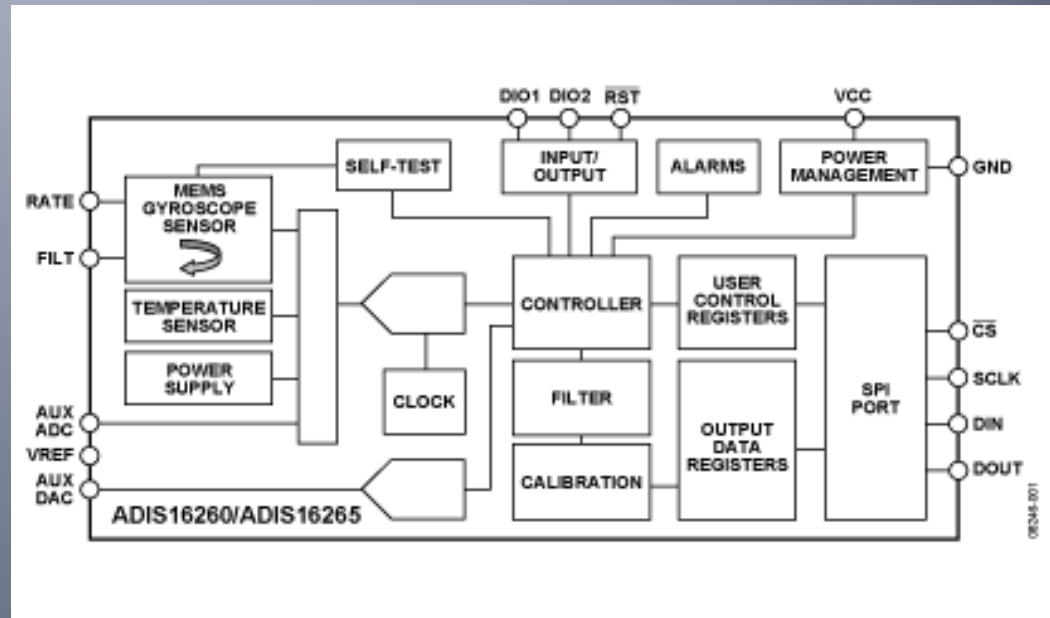 DIO1 DIO2 RST
VCC
SELF-TEST
INPUT/
OUTPUT
ALARMS
POWER
MANAGEMENT
GND
RATE
MEMS
GYROSCOPE
SENSOR
FILT
TEMPERATURE
SENSOR
CONTROLLER
USER
CONTROL
REGISTERS
CS
POWER
SUPPLY
CLOCK
FILTER
SPI
PORT
SCLK
AUX
ADC
DIN
VREF
OUTPUT
DATA
REGISTERS
DOUT
AUX
DAC
CALIBRATION
ADIS16260/ADIS16265
08246-001